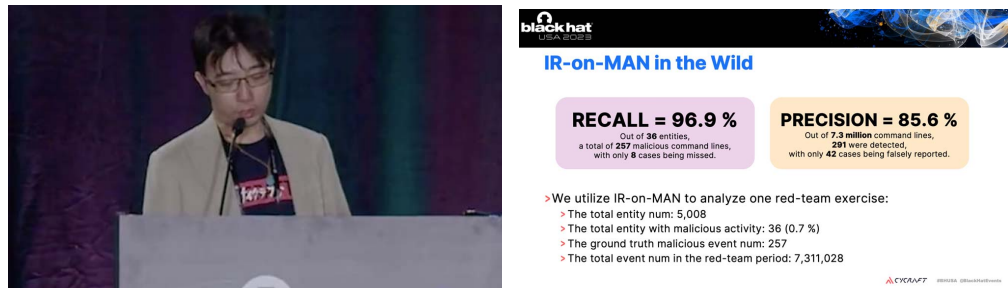 black hat
USA 2023
IR-on-MAN in the Wild
RECALL = 96.9 %
Out of 36 entities,
a total of 257 malicious command lines,
with only 8 cases being missed.
PRECISION = 85.6 %
Out of 7.3 million command lines,
291 were detected,
with only 42 cases being falsely reported.
>We utilize IR-on-MAN to analyze one red-team exercise:
> The total entity num: 5,008
> The total entity with malicious activity: 36 (0.7 %)
> The ground truth malicious event num: 257
> The total event num in the red-team period: 7,311,028
CYCRAFT #BHUSA @BlackHatEvents